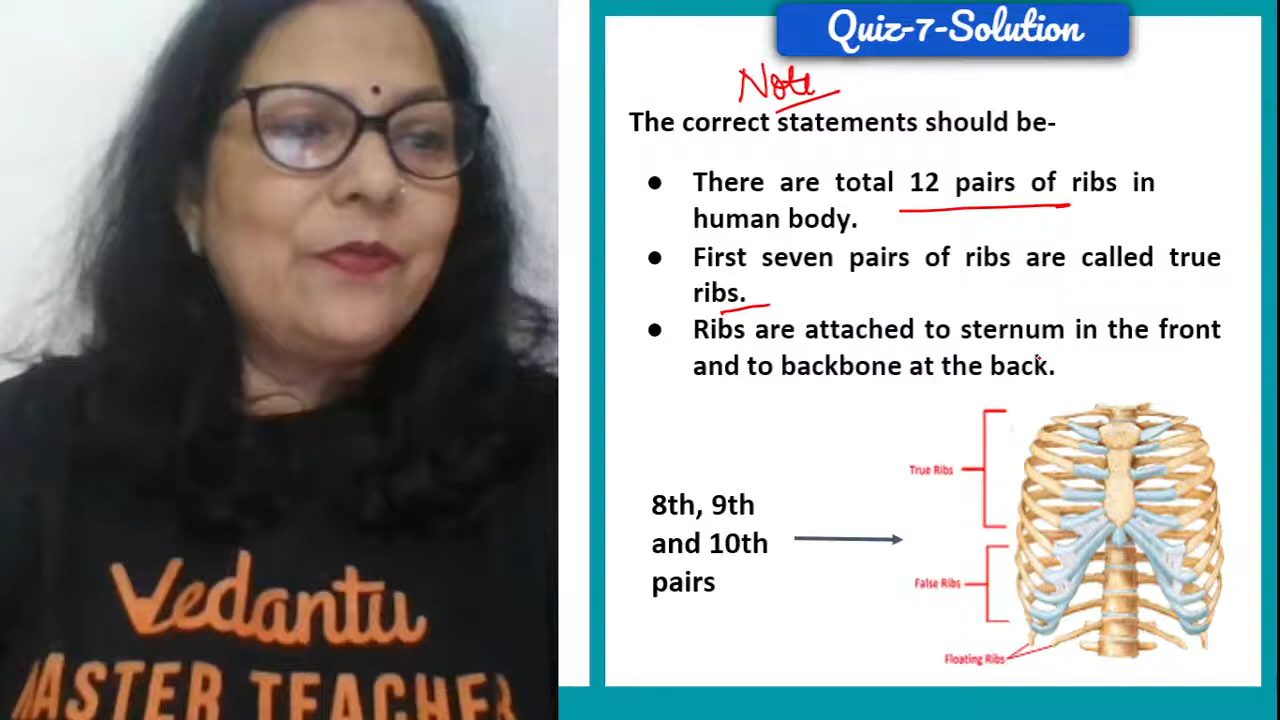 Quiz-7-Solution
Note
The correct statements should be-
● There are total 12 pairs of ribs in
human body.
● First seven pairs of ribs are called true
ribs.
● Ribs are attached to sternum in the front
and to backbone at the back.
True Ribs
8th, 9th
and 10th
pairs
False Ribs
Floating Ribs
Vedantu
MASTER TEACHER